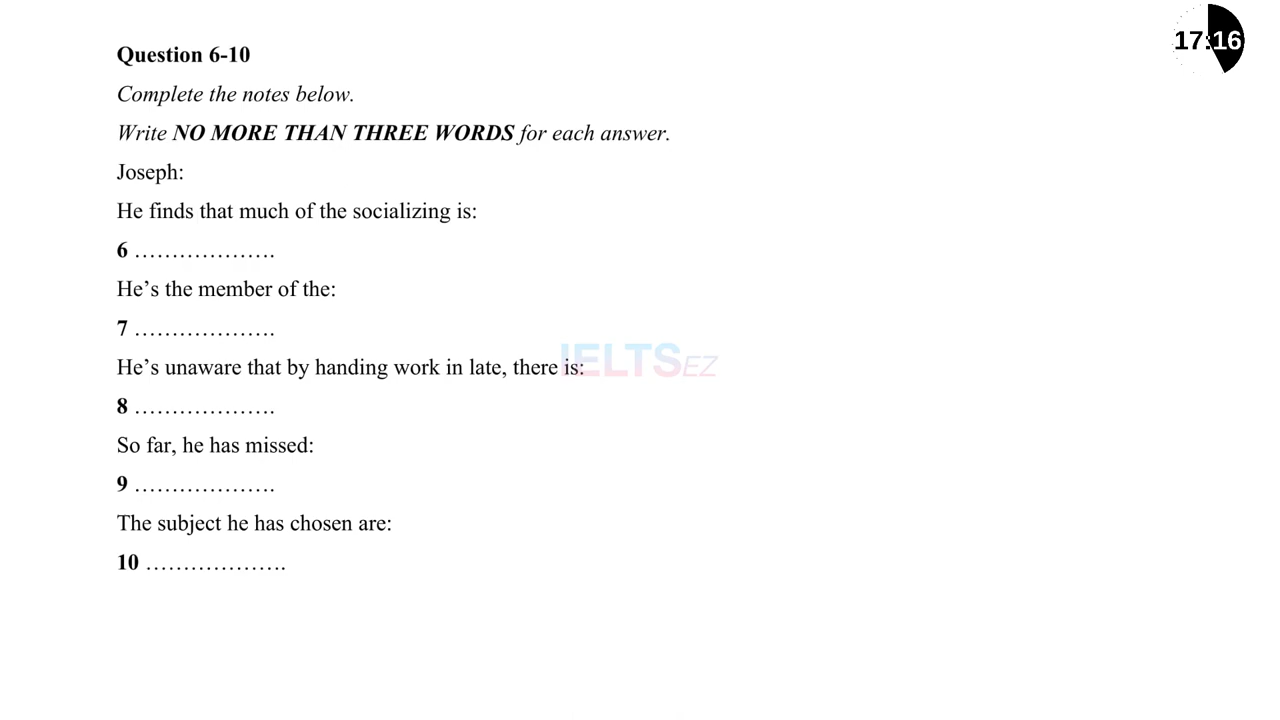 17:16
Question 6-10
Complete the notes below.
Write NO MORE THAN THREE WORDS for each answer.
Joseph:
He finds that much of the socializing is:
6 ……………….
He’s the member of the:
7 ……………….
He’s unaware that by handing work in late, there is:
IELTSEZ
8 ……………….
So far, he has missed:
9 ……………….
The subject he has chosen are:
10 ……………….